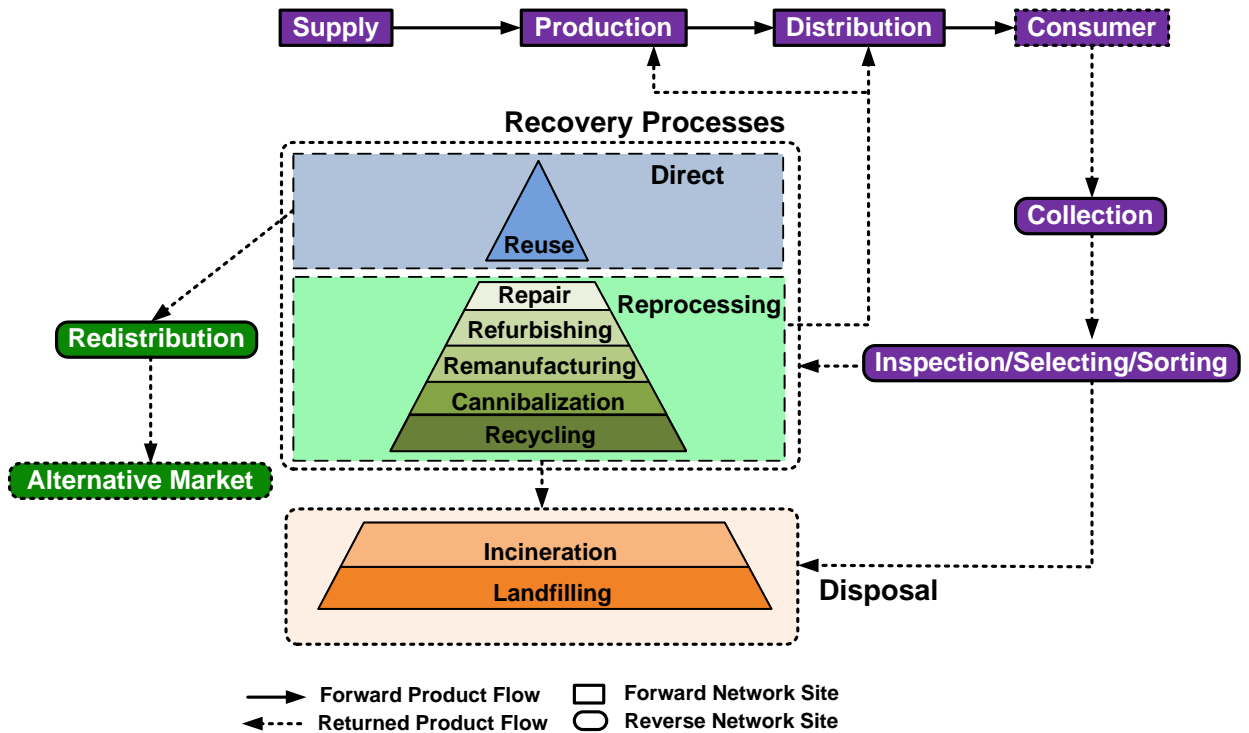 Supply
Production
Distribution
Consumer
Recovery Processes
Direct
Reuse
Collection
Repair
Reprocessing
Refurbishing
Redistribution
Remanufacturing
Inspection/Selecting/Sorting
Cannibalization
Recycling
Alternative Market
Incineration
Landfilling
Disposal
Forward Product Flow
Forward Network Site
Returned Product Flow
Reverse Network Site